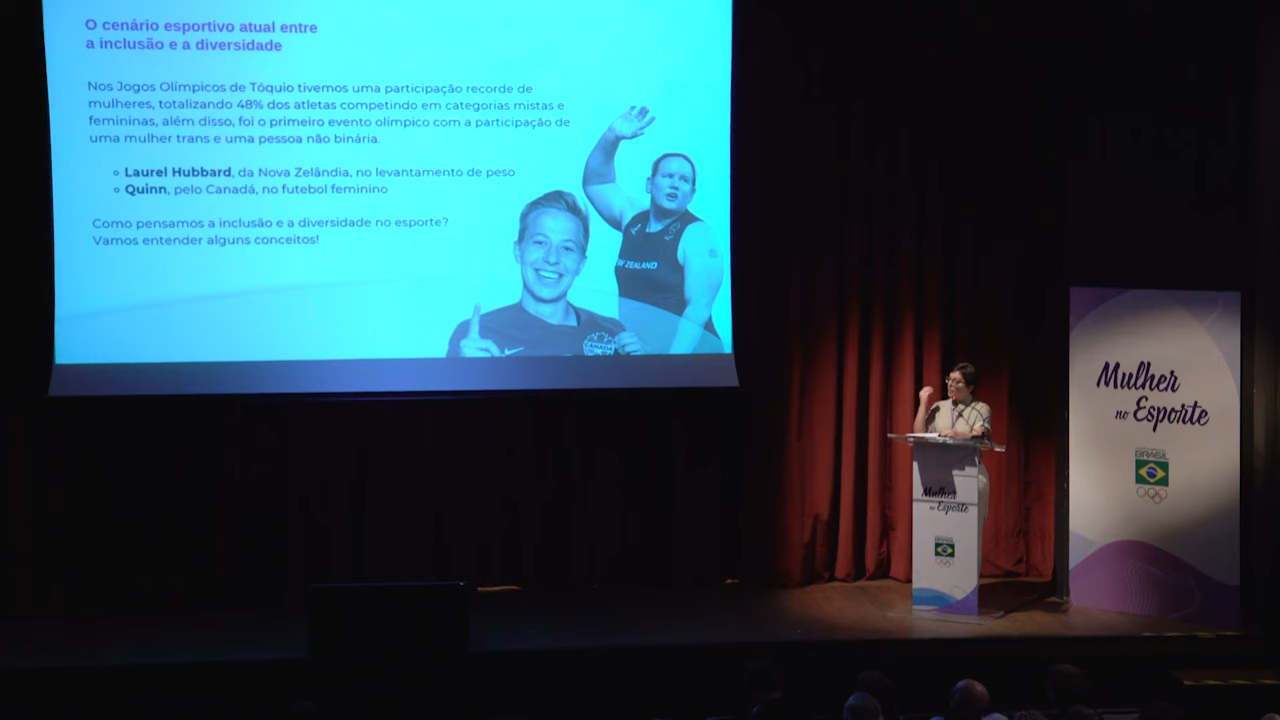 O cenário esportivo atual entre
a inclusão e a diversidade
Nos Jogos Olímpicos de Tóquio tivemos uma participação recorde de
mulheres, totalizando 48% dos atletas competindo em categorias mistas e
femininas, além disso, foi o primeiro evento olímpico com a participação de
uma mulher trans e uma pessoa não binária.
Laurel Hubbard, da Nova Zelândia, no levantamento de peso
Quinn, pelo Canadá, no futebol feminino
Como pensamos a inclusão e a diversidade no esporte?
Vamos entender alguns conceitos!
W ZEALAND
CANADA
Mulher
no Esporte
BRASIL
Mulher
no Esporte